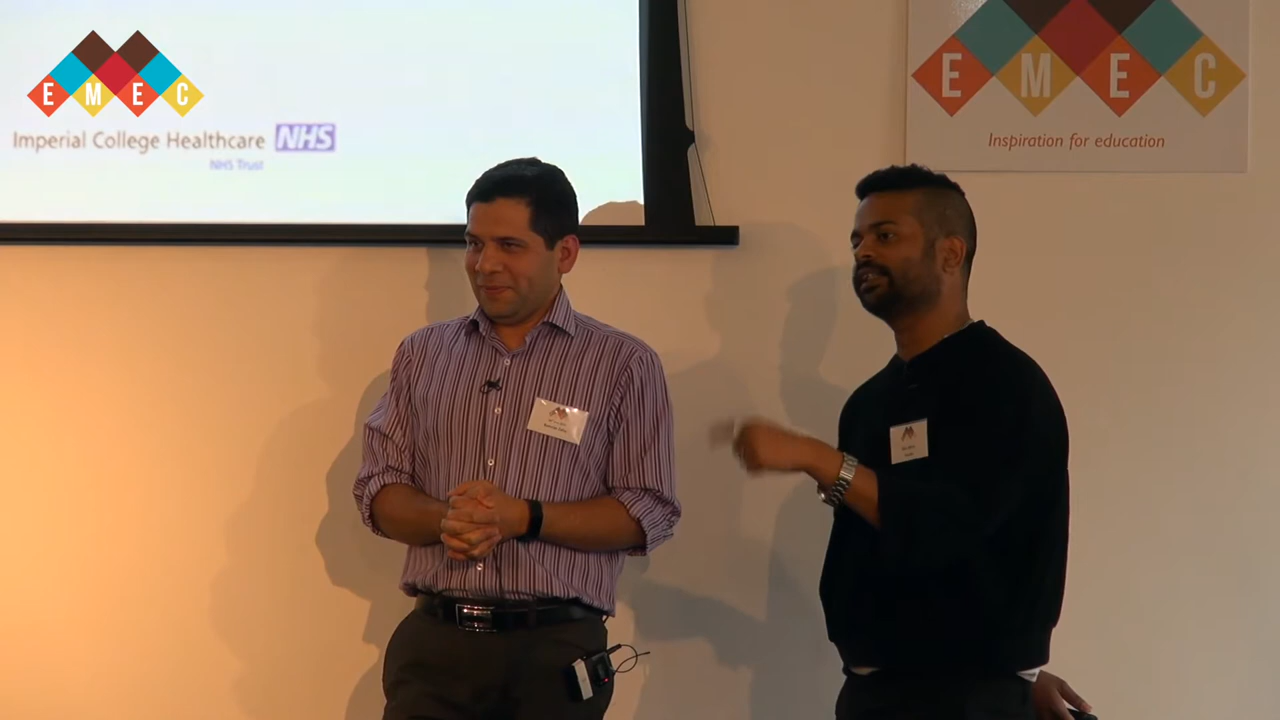 EMEC
Imperial College Healthcare NHS
NHS Trust
EMEC
Inspiration for education